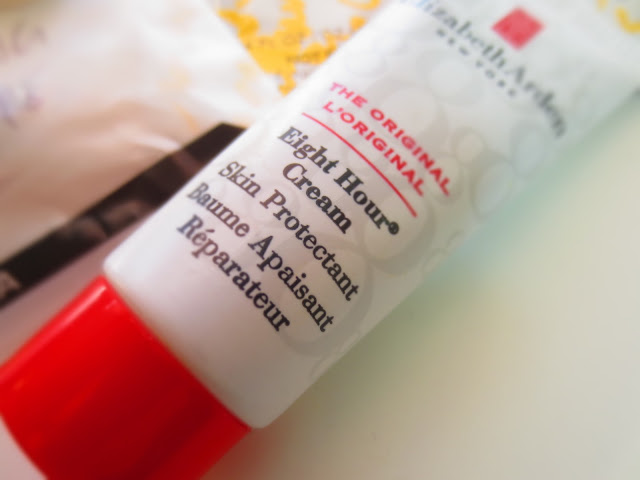 Elizabeth Arden
NEW YORK
THE ORIGINAL
L'ORIGINAL
Eight Hour®
Cream
Skin Protectant
Baume Apaisant
Réparateur